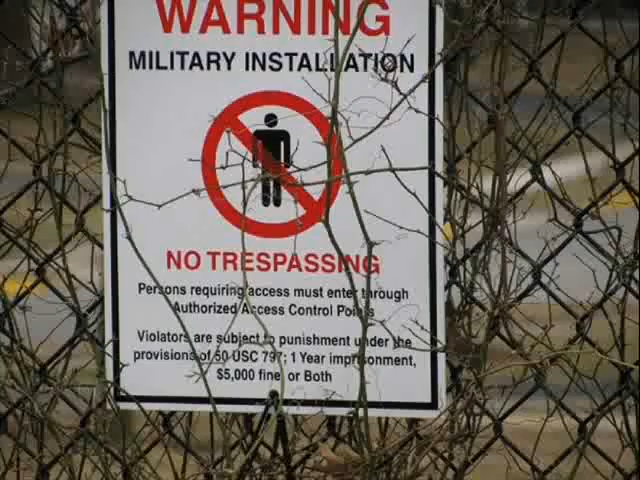 WARNING
MILITARY INSTALLATION
NO TRESPASSING
Persons requiring access must enter through
Authorized Access Control Points
Violators are subject to punishment under the
provisions of 50 USC 797; 1 Year imprisonment,
$5,000 fine, or Both